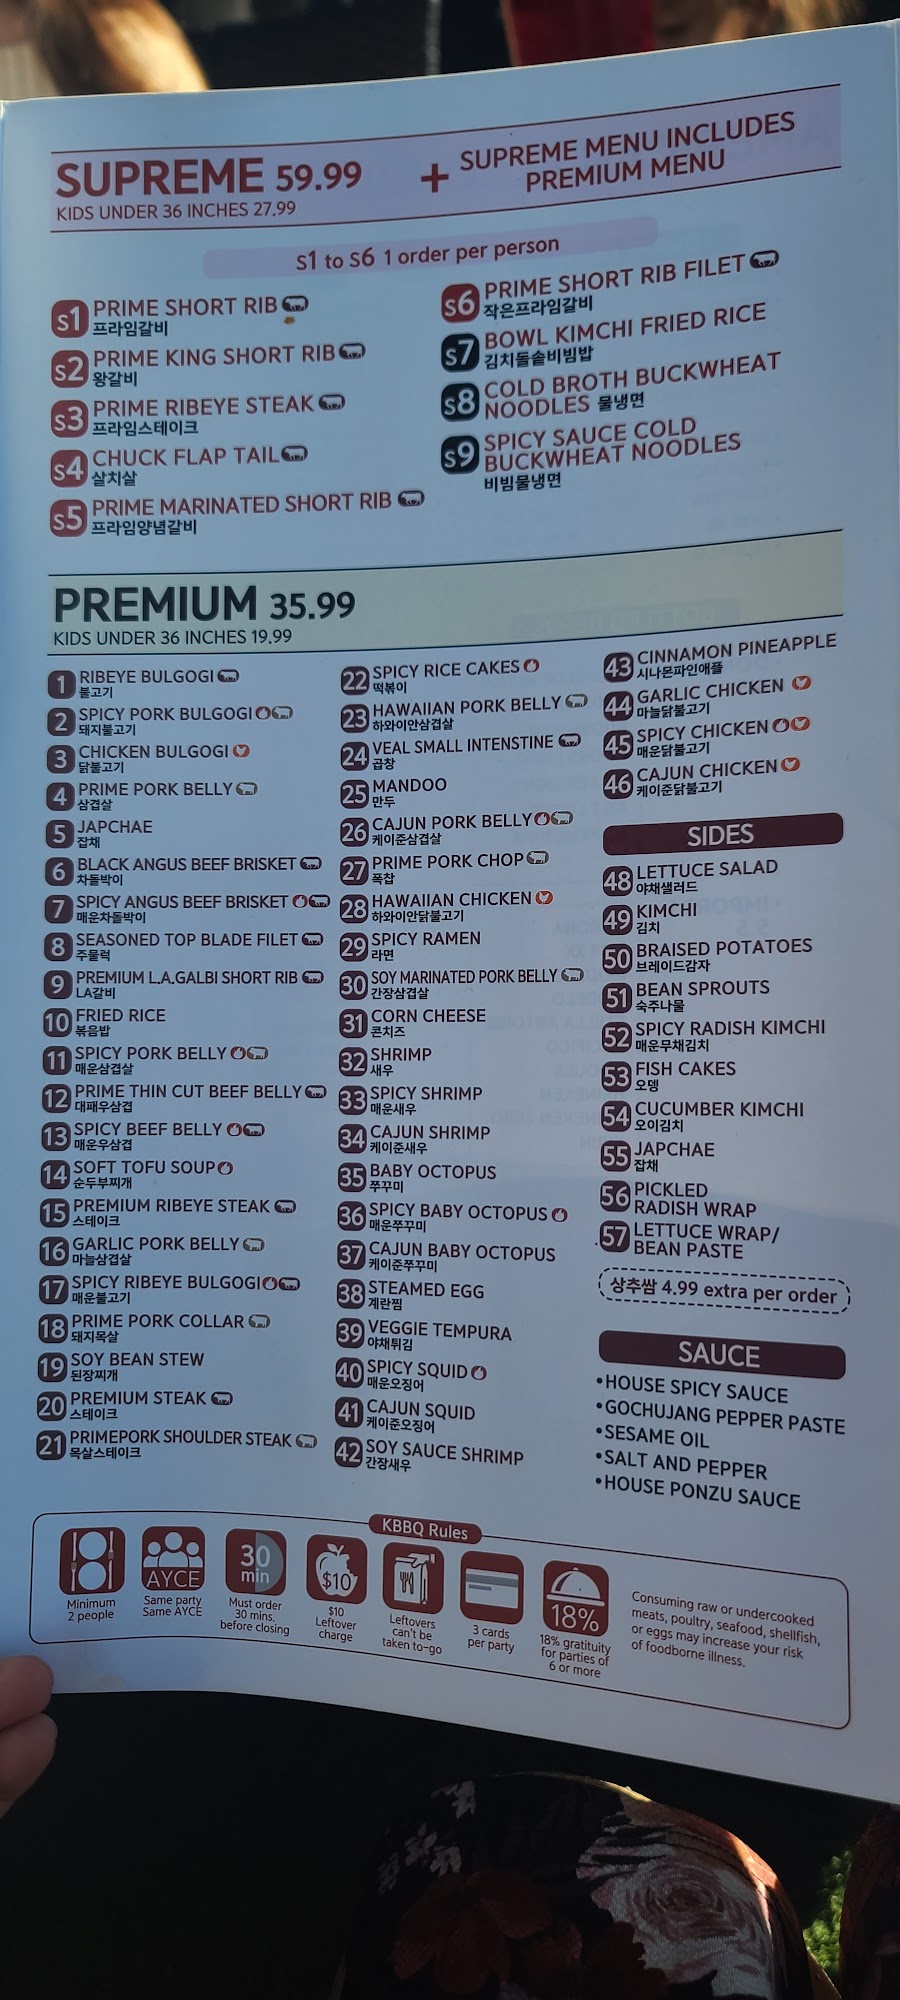 SUPREME 59.99
KIDS UNDER 36 INCHES 27.99
+ SUPREME MENU INCLUDES
PREMIUM MENU
s1 to s6 1 order per person
s1 PRIME SHORT RIB
프라임갈비
s2 PRIME KING SHORT RIB
왕갈비
s3 PRIME RIBEYE STEAK
프라임스테이크
s4 CHUCK FLAP TAIL
살치살
s5 PRIME MARINATED SHORT RIB
프라임양념갈비
s6 PRIME SHORT RIB FILET
작은프라임갈비
s7 BOWL KIMCHI FRIED RICE
김치돌솥비빔밥
s8 COLD BROTH BUCKWHEAT
NOODLES 물냉면
s9 SPICY SAUCE COLD
BUCKWHEAT NOODLES
비빔물냉면
PREMIUM 35.99
KIDS UNDER 36 INCHES 19.99
1 RIBEYE BULGOGI
불고기
2 SPICY PORK BULGOGI
돼지불고기
3 CHICKEN BULGOGI
닭불고기
4 PRIME PORK BELLY
삼겹살
5 JAPCHAE
잡채
6 BLACK ANGUS BEEF BRISKET
차돌박이
7 SPICY ANGUS BEEF BRISKET
매운차돌박이
8 SEASONED TOP BLADE FILET
주물럭
9 PREMIUM L.A.GALBI SHORT RIB
LA갈비
10 FRIED RICE
볶음밥
11 SPICY PORK BELLY
매운삼겹살
12 PRIME THIN CUT BEEF BELLY
대패우삼겹
13 SPICY BEEF BELLY
매운우삼겹
14 SOFT TOFU SOUP
순두부찌개
15 PREMIUM RIBEYE STEAK
스테이크
16 GARLIC PORK BELLY
마늘삼겹살
17 SPICY RIBEYE BULGOGI
매운불고기
18 PRIME PORK COLLAR
돼지목살
19 SOY BEAN STEW
된장찌개
20 PREMIUM STEAK
스테이크
21 PRIMEPORK SHOULDER STEAK
목살스테이크
22 SPICY RICE CAKES
떡볶이
23 HAWAIIAN PORK BELLY
하와이안삼겹살
24 VEAL SMALL INTENSTINE
곱창
25 MANDOO
만두
26 CAJUN PORK BELLY
케이준삼겹살
27 PRIME PORK CHOP
폭찹
28 HAWAIIAN CHICKEN
하와이안닭불고기
29 SPICY RAMEN
라면
30 SOY MARINATED PORK BELLY
간장삼겹살
31 CORN CHEESE
콘치즈
32 SHRIMP
새우
33 SPICY SHRIMP
매운새우
34 CAJUN SHRIMP
케이준새우
35 BABY OCTOPUS
쭈꾸미
36 SPICY BABY OCTOPUS
매운쭈꾸미
37 CAJUN BABY OCTOPUS
케이준쭈꾸미
38 STEAMED EGG
계란찜
39 VEGGIE TEMPURA
야채튀김
40 SPICY SQUID
매운오징어
41 CAJUN SQUID
케이준오징어
42 SOY SAUCE SHRIMP
간장새우
43 CINNAMON PINEAPPLE
시나몬파인애플
44 GARLIC CHICKEN
마늘닭불고기
45 SPICY CHICKEN
매운닭불고기
46 CAJUN CHICKEN
케이준닭불고기
SIDES
48 LETTUCE SALAD
야채샐러드
49 KIMCHI
김치
50 BRAISED POTATOES
브레이드감자
51 BEAN SPROUTS
숙주나물
52 SPICY RADISH KIMCHI
매운무채김치
53 FISH CAKES
오뎅
54 CUCUMBER KIMCHI
오이김치
55 JAPCHAE
잡채
56 PICKLED
RADISH WRAP
57 LETTUCE WRAP/
BEAN PASTE
상추쌈 4.99 extra per order
SAUCE
•HOUSE SPICY SAUCE
•GOCHUJANG PEPPER PASTE
•SESAME OIL
•SALT AND PEPPER
•HOUSE PONZU SAUCE
KBBQ Rules
Minimum
2 people
AYCE
Same party
Same AYCE
30
min
Must order
30 mins.
before closing
$10
$10
Leftover
charge
Leftovers
can't be
taken to-go
3 cards
per party
18%
18% gratuity
for parties of
6 or more
Consuming raw or undercooked
meats, poultry, seafood, shellfish,
or eggs may increase your risk
of foodborne illness.